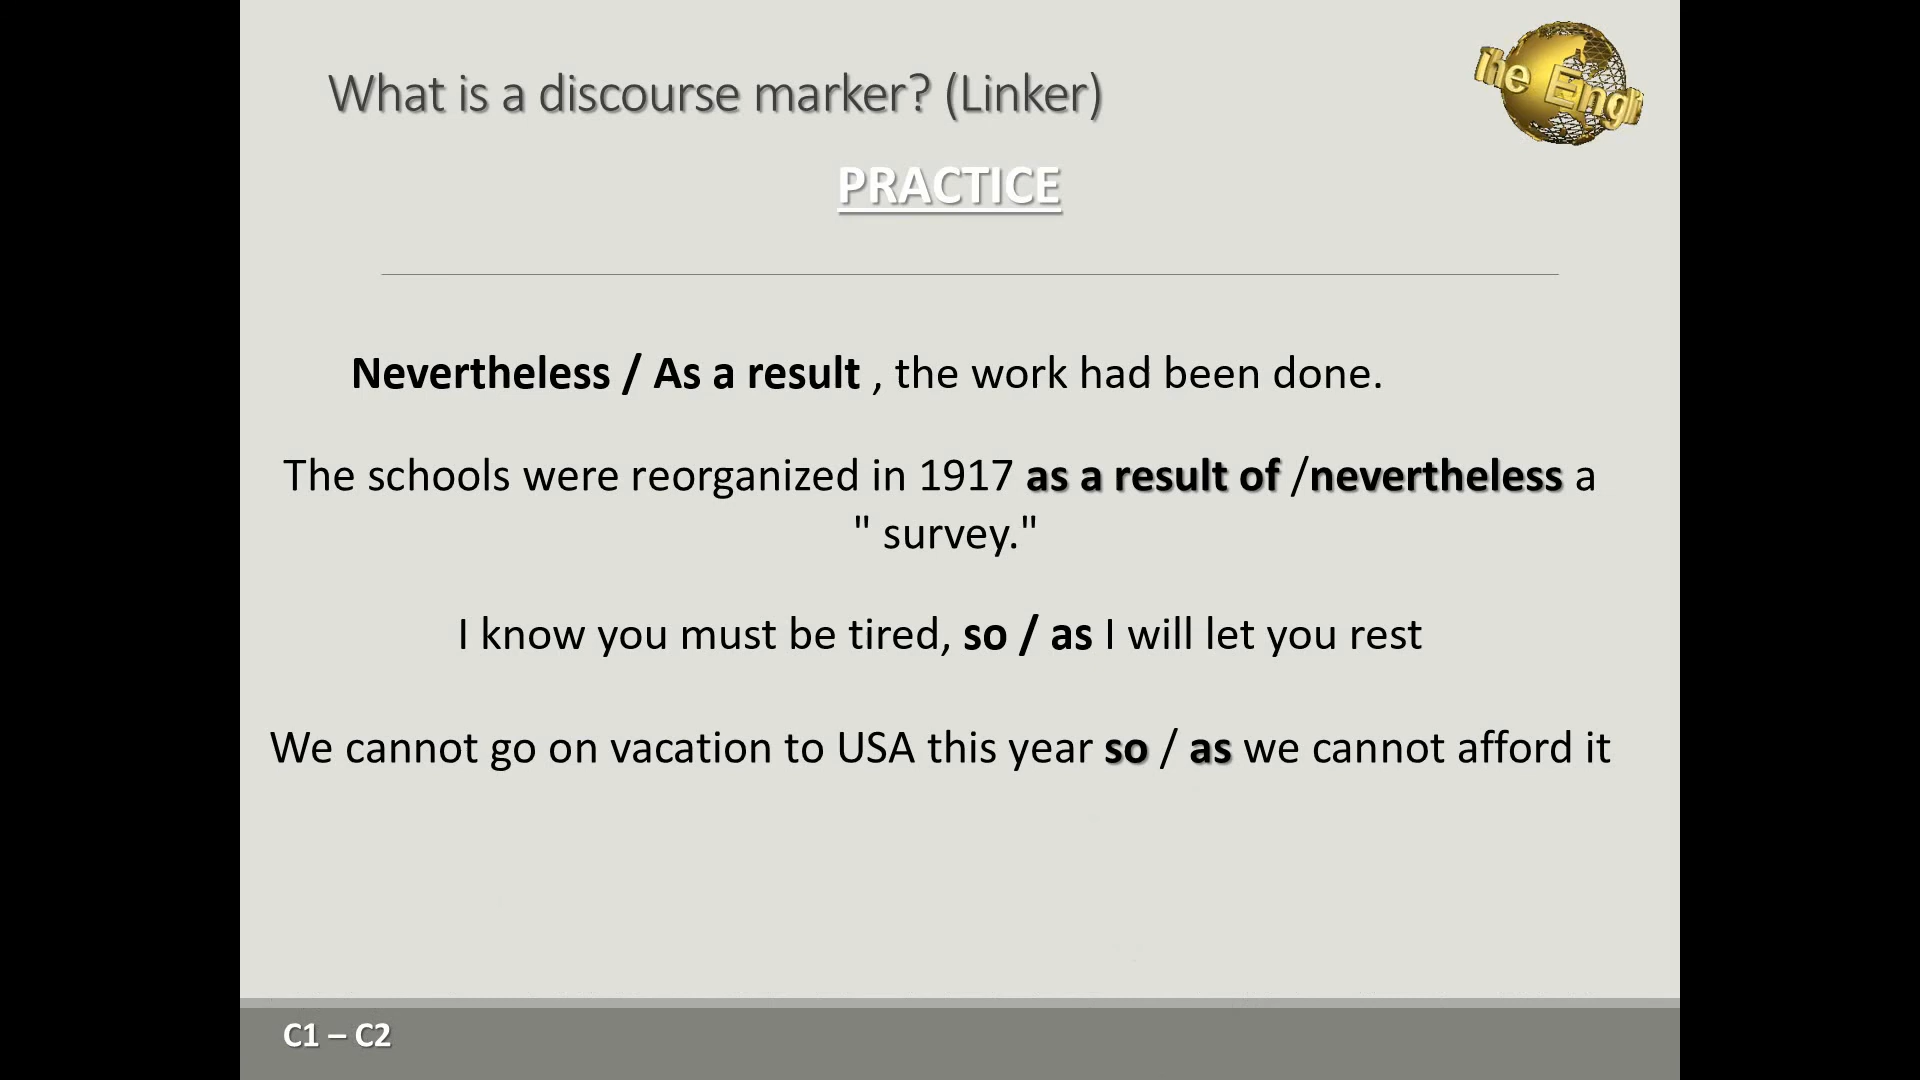 What is a discourse marker? (Linker)
The Engli
PRACTICE
Nevertheless / As a result , the work had been done.
The schools were reorganized in 1917 as a result of /nevertheless a
" survey."
I know you must be tired, so / as I will let you rest
We cannot go on vacation to USA this year so / as we cannot afford it
C1 – C2